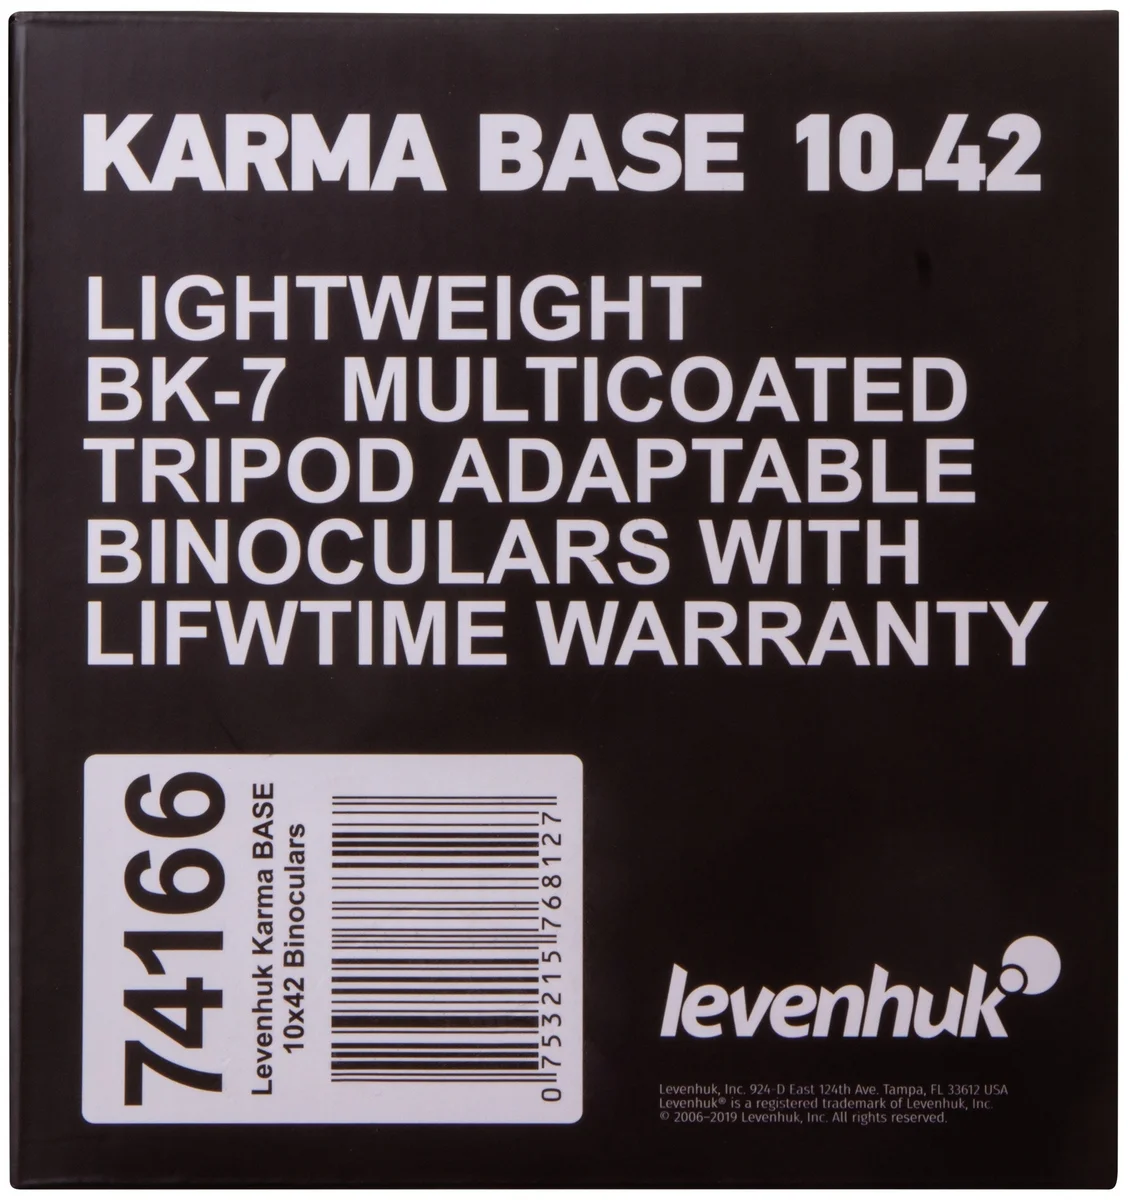 KARMA BASE 10.42
LIGHTWEIGHT
BK-7 MULTICOATED
TRIPOD ADAPTABLE
BINOCULARS WITH
LIFWTIME WARRANTY
74166
Levenhuk Karma BASE
10x42 Binoculars
0 753215 768127
levenhuk
Levenhuk, Inc. 924-D East 124th Ave. Tampa, FL 33612 USA
Levenhuk® is a registered trademark of Levenhuk, Inc.
© 2006–2019 Levenhuk, Inc. All rights reserved.